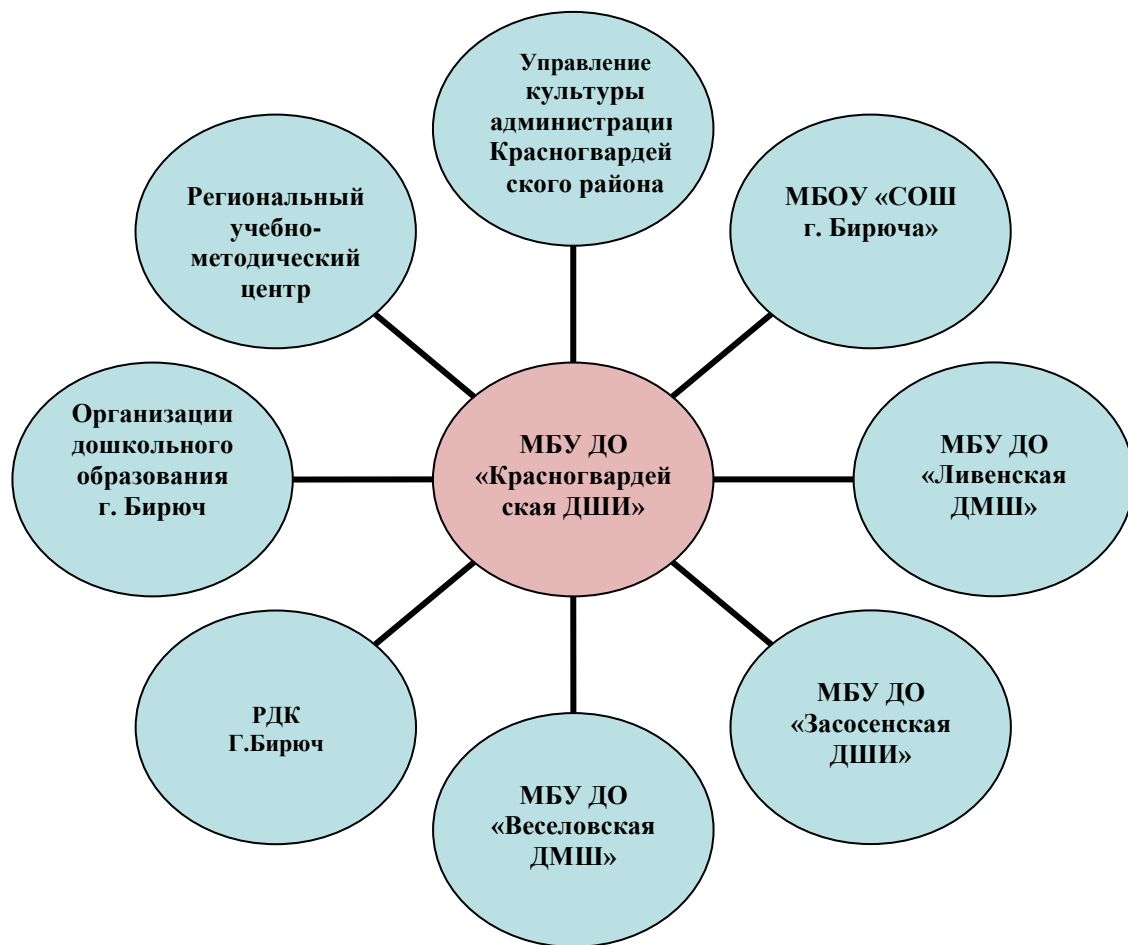 Управление
культуры
администраци
Красногвардей
ского района
Региональный
учебно-
методический
центр
МБОУ «СОШ
г. Бирюча»
Организации
дошкольного
образования
г. Бирюч
МБУ ДО
«Красногвардей
ская ДШИ»
МБУ ДО
«Ливенская
ДМШ»
РДК
Г.Бирюч
МБУ ДО
«Веселовская
ДМШ»
МБУ ДО
«Засосенская
ДШИ»